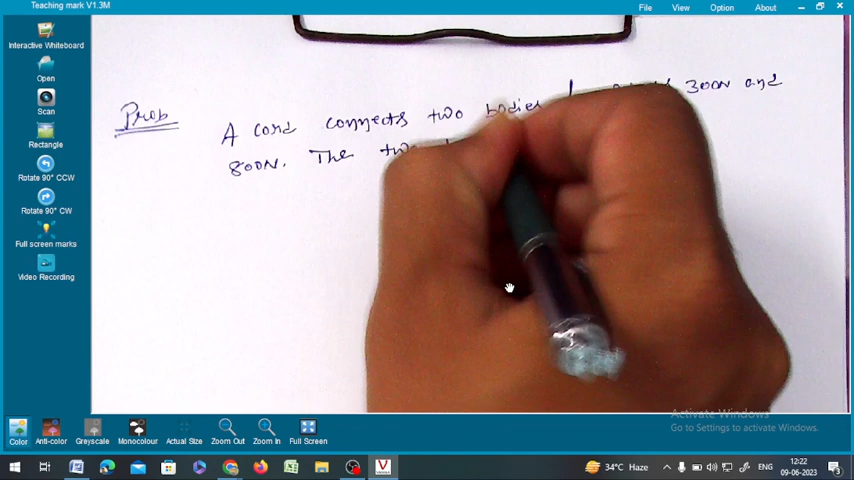 Teaching mark V1.3M
File View Option About
Interactive Whiteboard
Open
Scan
Rectangle
Rotate 90° CCW
Rotate 90° CW
Full screen marks
Video Recording
Prob
A cord connects two bodies 300N and
800N. The two
Activate Windows
Go to Settings to activate Windows.
Color Anti-color Greyscale Monocolour Actual Size Zoom Out Zoom In Full Screen
34°C Haze ENG 12:22 09-06-2023